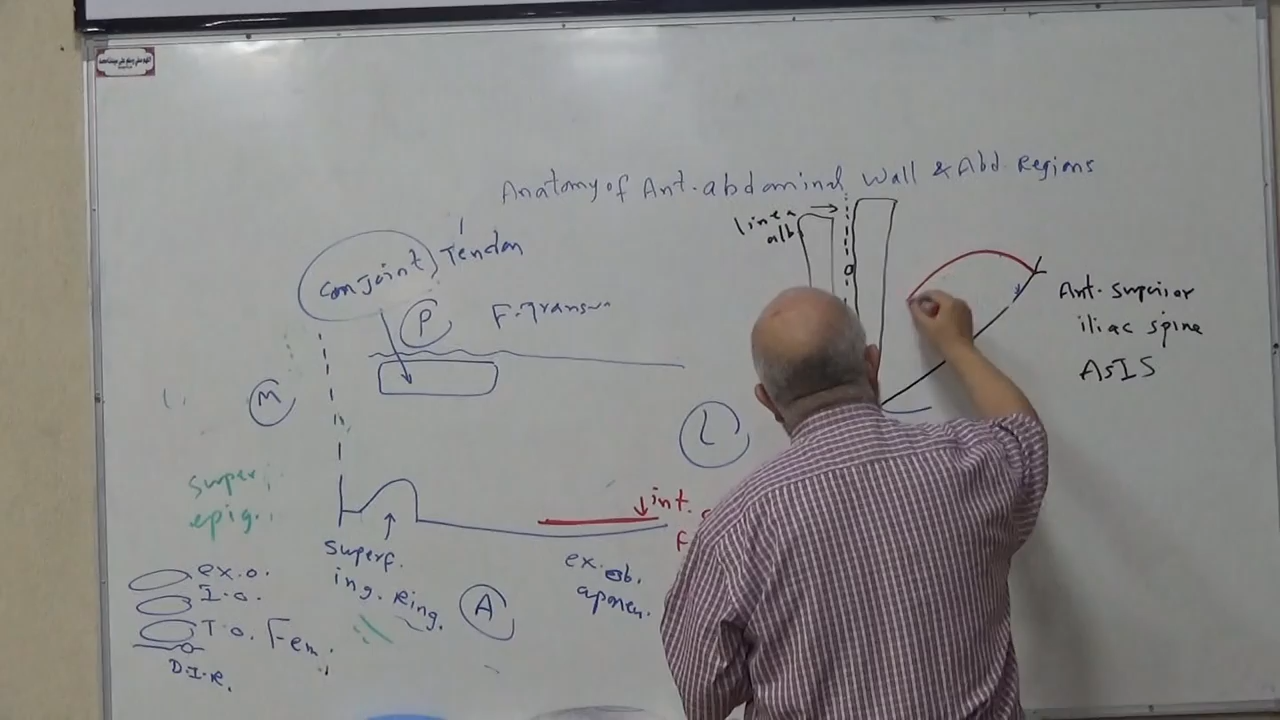 Anatomy of Ant. abdominal Wall & Abd. Regions
linea
alb
Conjoint Tendon
P
F. Transv
Ant. superior
iliac spine
ASIS
M
L
super.
epig.
int.
ex. ob.
aponeu.
superf.
ing. Ring.
A
ex.o.
I.o.
T.o. Fem.
D.I.R.